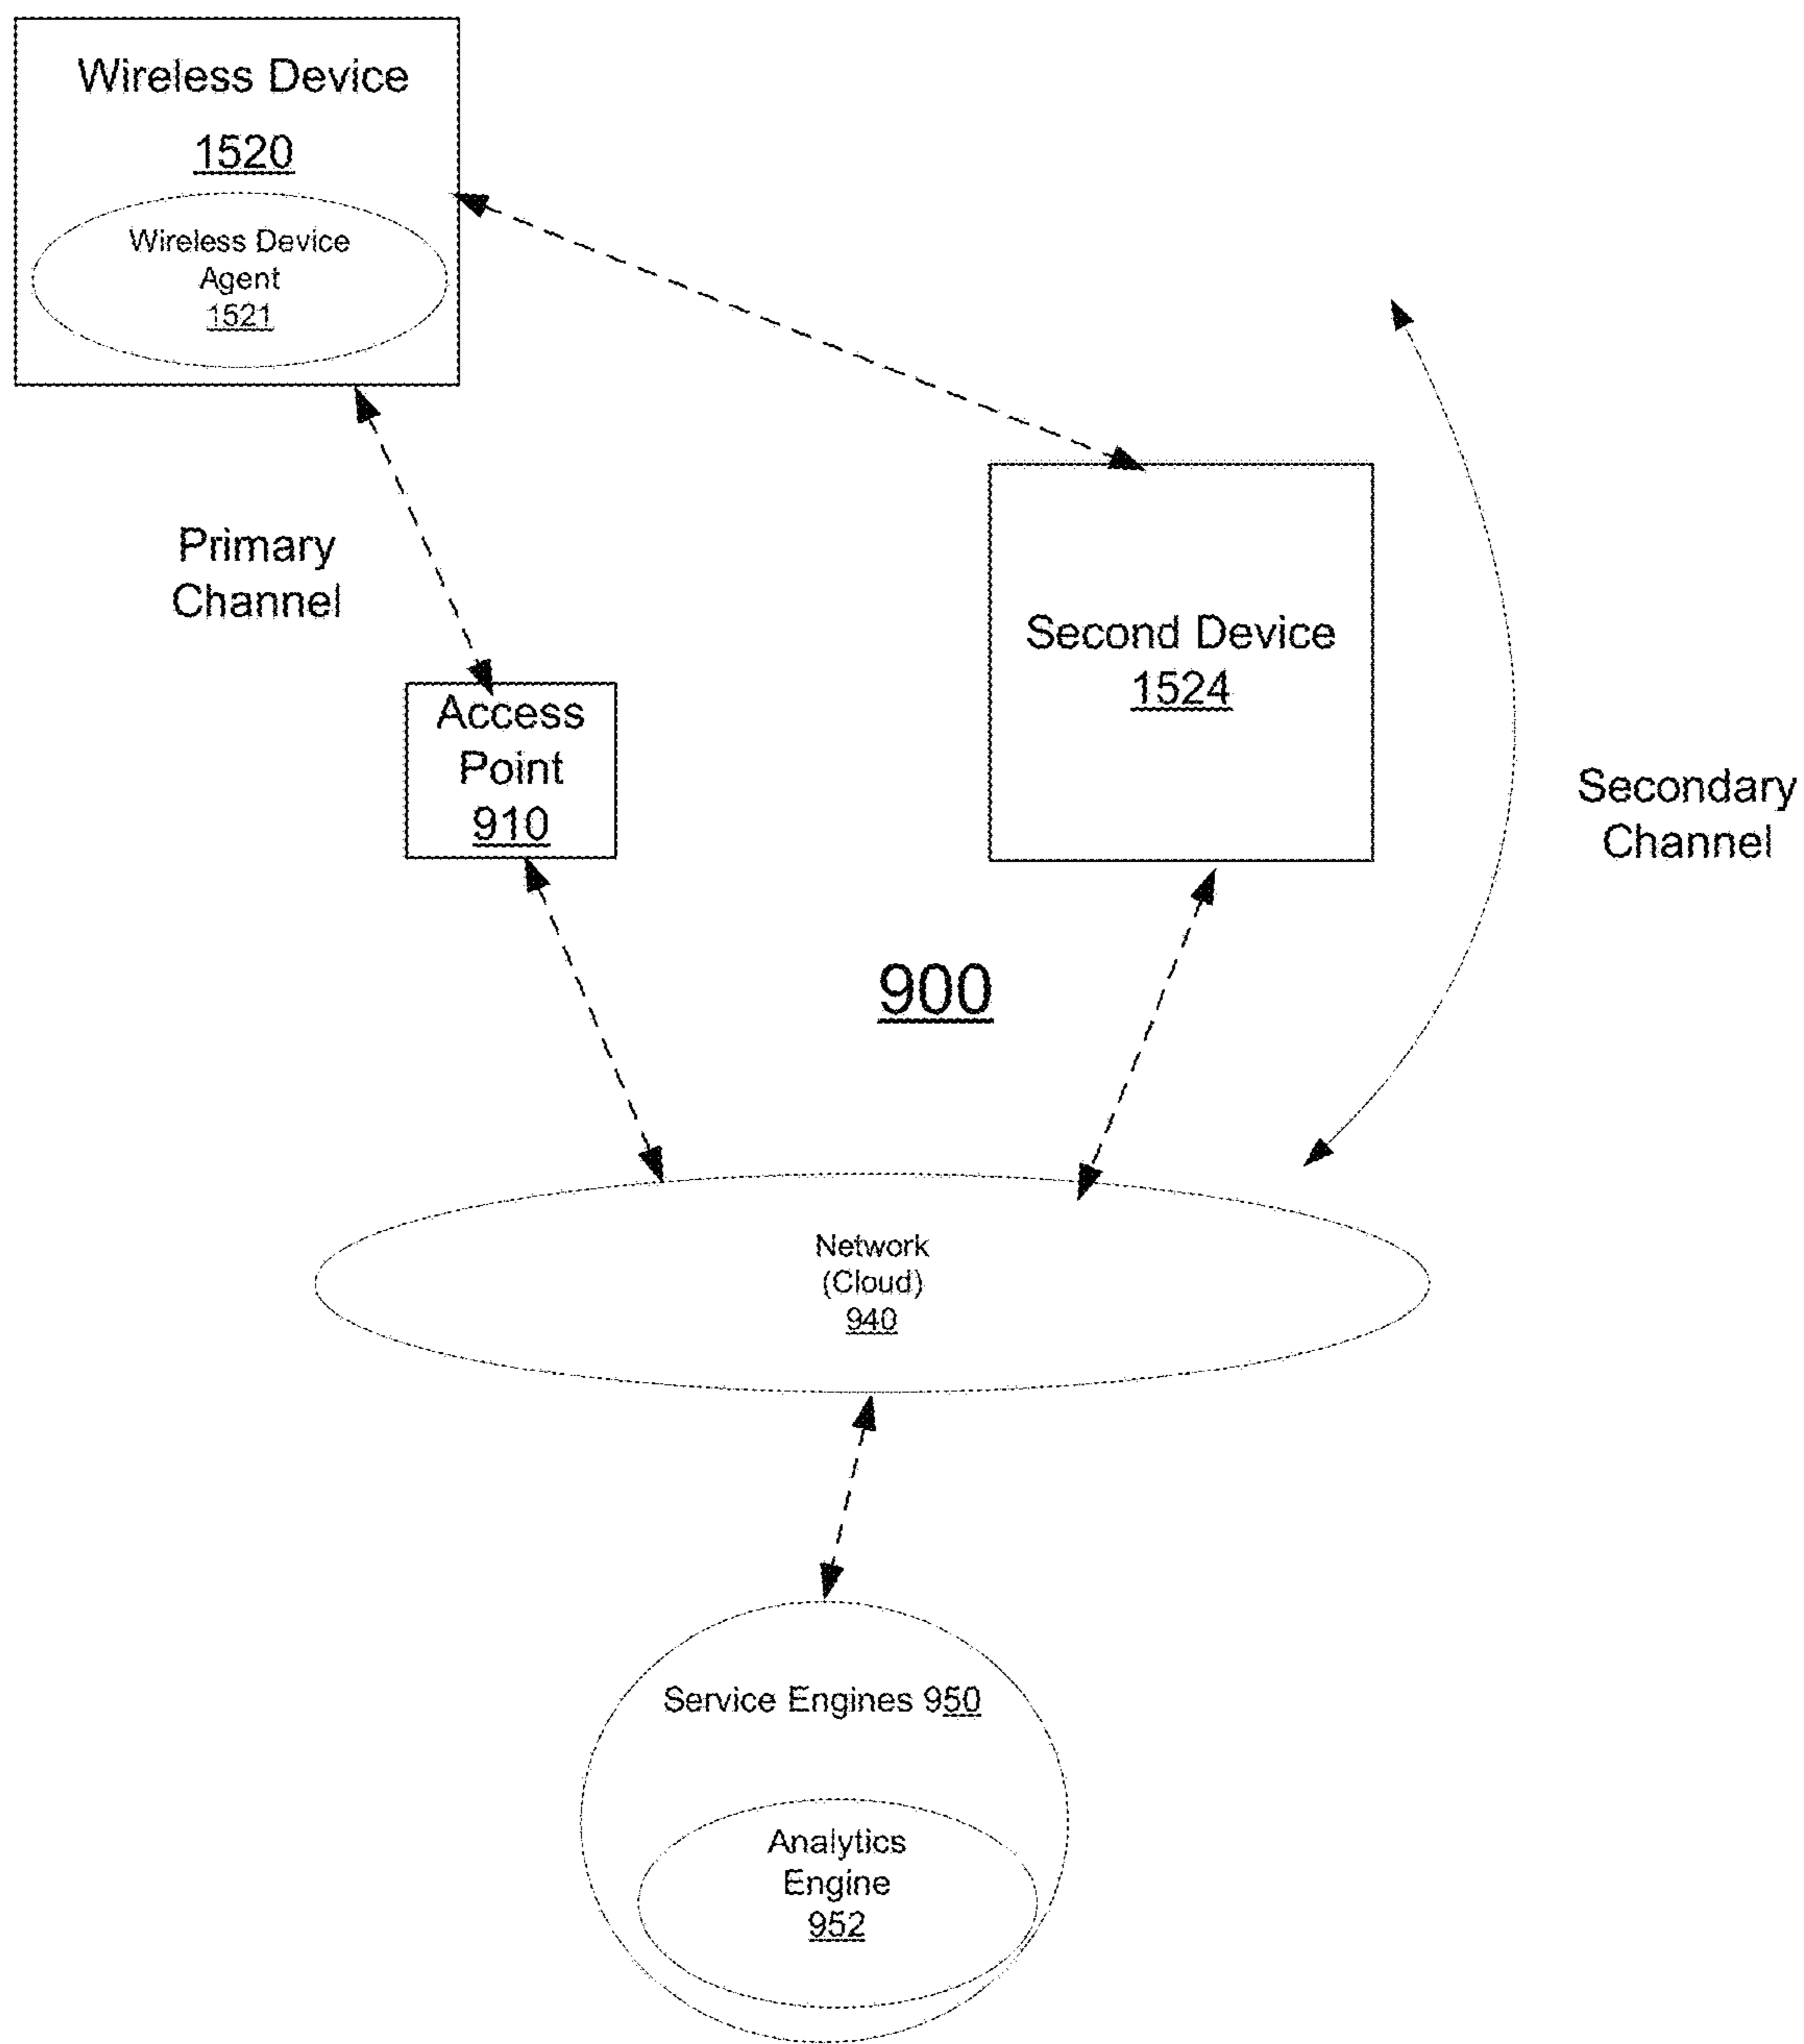 Wireless Device
1520
Wireless Device
Agent
1521
Primary
Channel
Access
Point
910
Second Device
1524
Secondary
Channel
900
Network
(Cloud)
940
Service Engines 950
Analytics
Engine
952